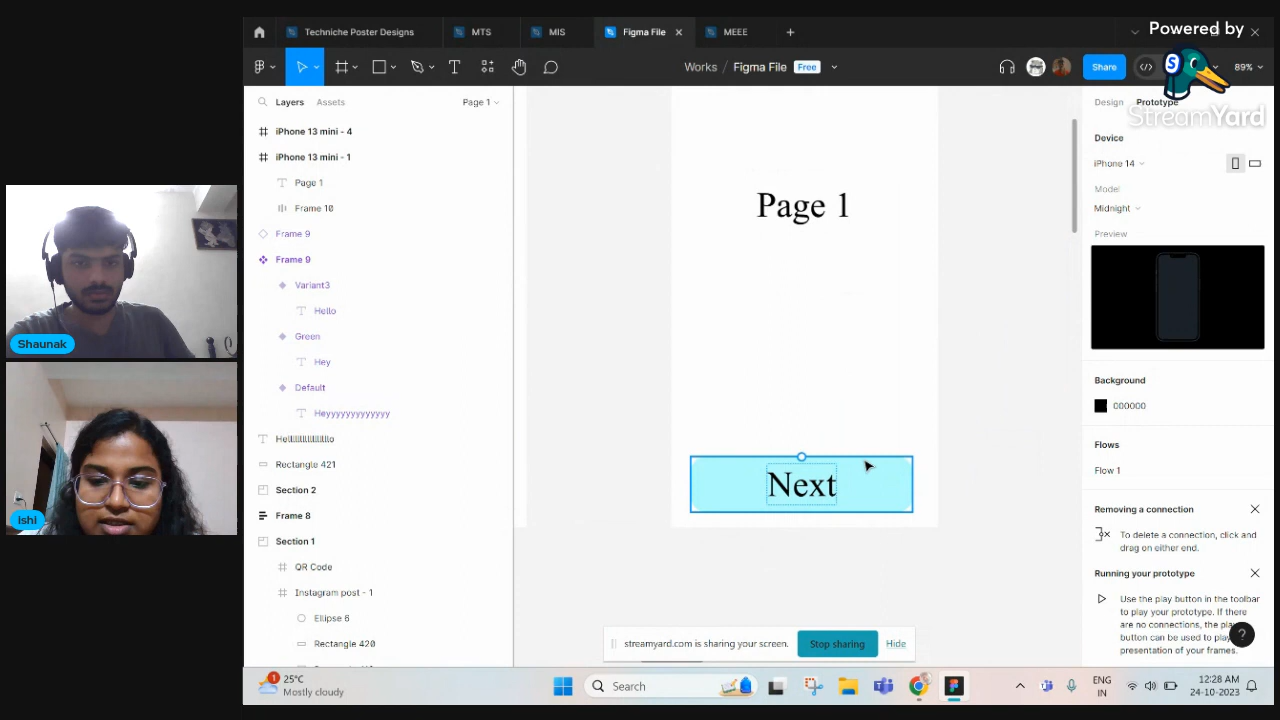 Techniche Poster Designs
MTS
MIS
Figma File
MEEE
Powered by
StreamYard
Works / Figma File Free
Share
89%
Layers
Assets
Page 1
iPhone 13 mini - 4
iPhone 13 mini - 1
Page 1
Frame 10
Frame 9
Frame 9
Variant3
Hello
Green
Hey
Default
Heyyyyyyyyyyyyy
Rectangle 421
Section 2
Frame 8
Section 1
QR Code
Instagram post - 1
Ellipse 6
Rectangle 420
Page 1
Next
Design
Prototype
Device
iPhone 14
Model
Midnight
Preview
Background
000000
Flows
Flow 1
Removing a connection
To delete a connection, click and
drag on either end.
Running your prototype
Use the play button in the toolbar
to play your prototype. If there
are no connections, the
button can be used to play
presentation of your frames.
?
Shaunak
Ishi
streamyard.com is sharing your screen.
Stop sharing
Hide
1
25°C
Mostly cloudy
Search
ENG
IN
12:28 AM
24-10-2023